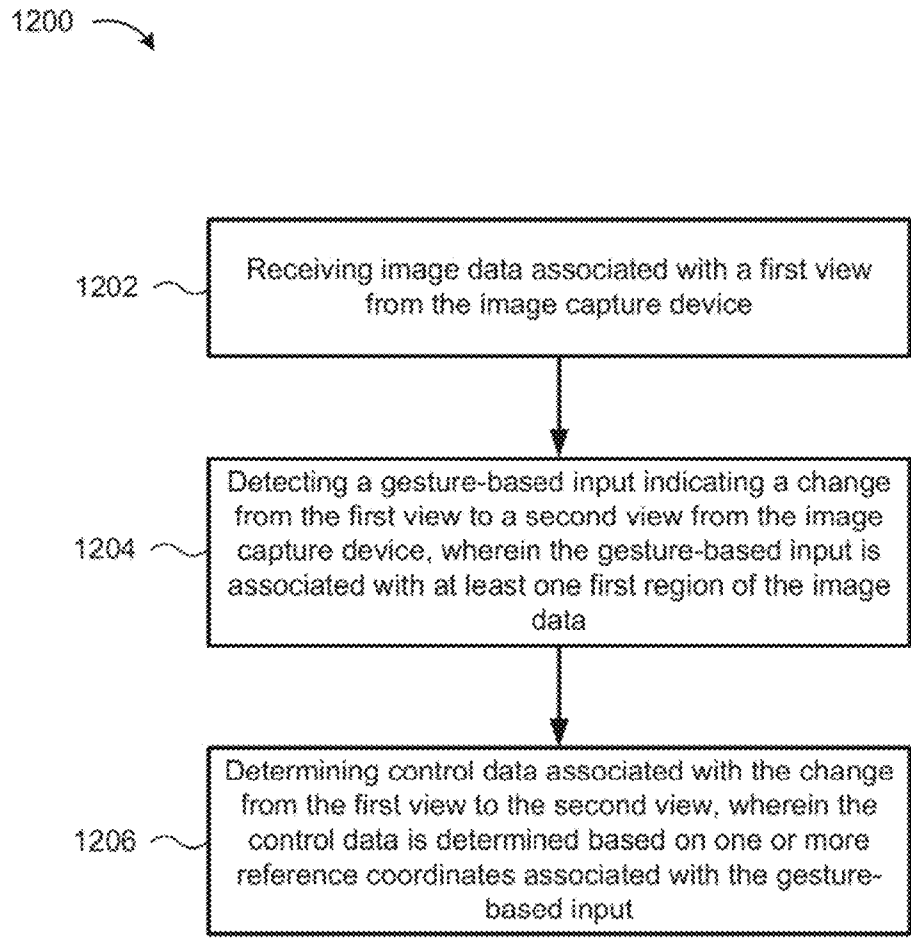 1200
1202
Receiving image data associated with a first view
from the image capture device
1204
Detecting a gesture-based input indicating a change
from the first view to a second view from the image
capture device, wherein the gesture-based input is
associated with at least one first region of the image
data
1206
Determining control data associated with the change
from the first view to the second view, wherein the
control data is determined based on one or more
reference coordinates associated with the gesture-
based input